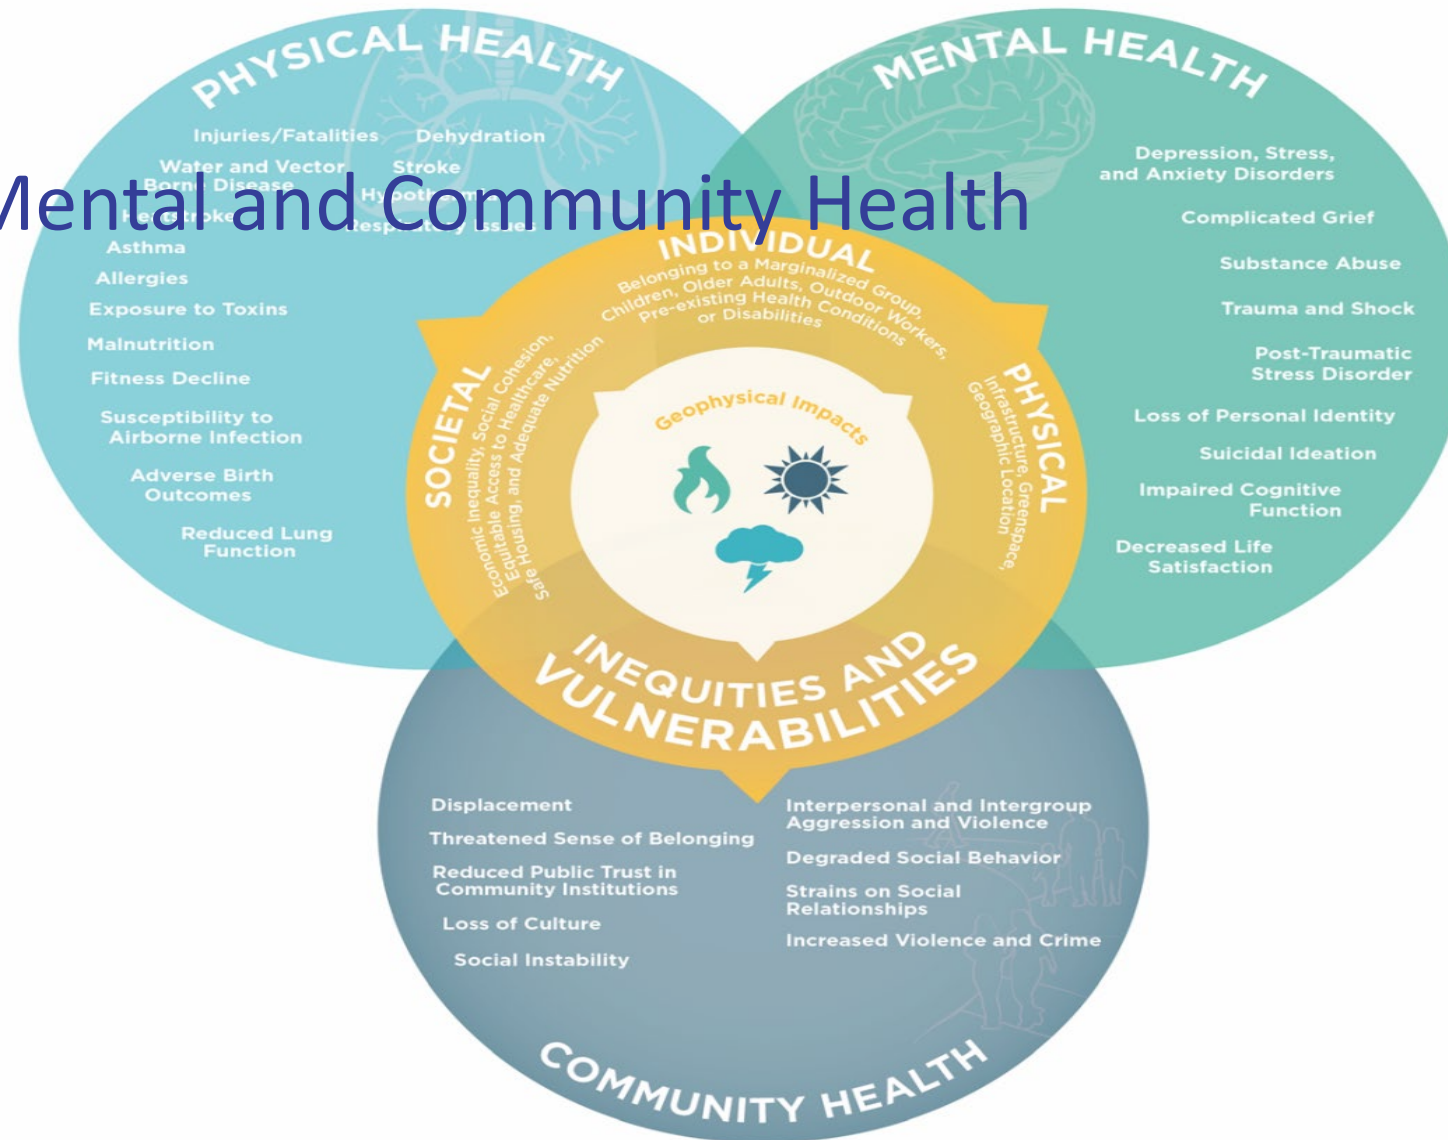 Mental and Community Health
PHYSICAL HEALTH
Injuries/Fatalities
Dehydration
Water and Vector
Borne Disease
Stroke
Hypothermia
Heatstroke
Respiratory Issues
Asthma
Allergies
Exposure to Toxins
Malnutrition
Fitness Decline
Susceptibility to
Airborne Infection
Adverse Birth
Outcomes
Reduced Lung
Function
MENTAL HEALTH
Depression, Stress,
and Anxiety Disorders
Complicated Grief
Substance Abuse
Trauma and Shock
Post-Traumatic
Stress Disorder
Loss of Personal Identity
Suicidal Ideation
Impaired Cognitive
Function
Decreased Life
Satisfaction
INDIVIDUAL
Belonging to a Marginalized Group,
Children, Older Adults, Outdoor Workers,
Pre-existing Health Conditions
or Disabilities
SOCIETAL
Economic Inequality, Social Cohesion,
Equitable Access to Healthcare,
Safe Housing, and Adequate Nutrition
PHYSICAL
Infrastructure, Greenspace,
Geographic Location
Geophysical Impacts
INEQUITIES AND
VULNERABILITIES
Displacement
Threatened Sense of Belonging
Reduced Public Trust in
Community Institutions
Loss of Culture
Social Instability
Interpersonal and Intergroup
Aggression and Violence
Degraded Social Behavior
Strains on Social
Relationships
Increased Violence and Crime
COMMUNITY HEALTH